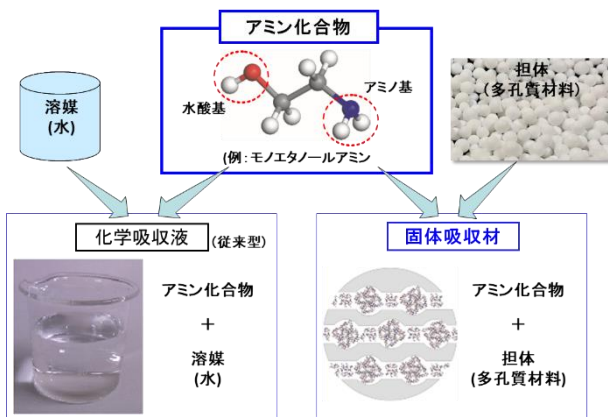 アミン化合物
水酸基
アミノ基
(例：モノエタノールアミン
溶媒
(水)
担体
(多孔質材料)
化学吸収液 (従来型)
アミン化合物
+
溶媒
(水)
固体吸収材
アミン化合物
+
担体
(多孔質材料)